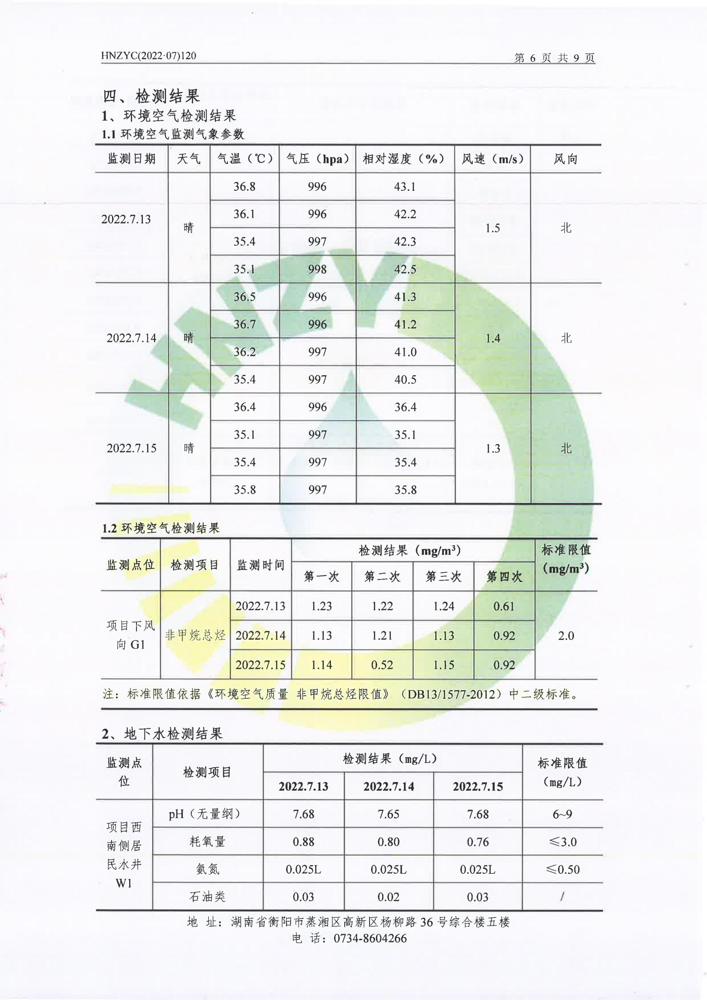 HNZYC(2022·07)120 第 6 页 共 9 页
四、检测结果
1、环境空气检测结果
1.1 环境空气监测气象参数
监测日期 天气 气温（℃） 气压（hpa） 相对湿度（%） 风速（m/s） 风向
36.8 996 43.1
36.1 996 42.2
2022.7.13 晴 1.5 北
35.4 997 42.3
35.1 998 42.5
36.5 996 41.3
36.7 996 41.2
2022.7.14 晴 1.4 北
36.2 997 41.0
35.4 997 40.5
36.4 996 36.4
35.1 997 35.1
2022.7.15 晴 1.3 北
35.4 997 35.4
35.8 997 35.8
HNZY
1.2 环境空气检测结果
监测点位 检测项目 监测时间 检测结果（mg/m³） 标准限值
（mg/m³）
第一次 第二次 第三次 第四次
2022.7.13 1.23 1.22 1.24 0.61
项目下风
向 G1
非甲烷总烃 2022.7.14 1.13 1.21 1.13 0.92 2.0
2022.7.15 1.14 0.52 1.15 0.92
注：标准限值依据《环境空气质量 非甲烷总烃限值》（DB13/1577-2012）中二级标准。
2、地下水检测结果
监测点
位
检测项目 检测结果（mg/L） 标准限值
（mg/L）
2022.7.13 2022.7.14 2022.7.15
项目西
南侧居
民水井
W1
pH（无量纲） 7.68 7.65 7.68 6~9
耗氧量 0.88 0.80 0.76 ≤3.0
氨氮 0.025L 0.025L 0.025L ≤0.50
石油类 0.03 0.02 0.03 /
地 址：湖南省衡阳市蒸湘区高新区杨柳路 36 号综合楼五楼
电 话：0734-8604266